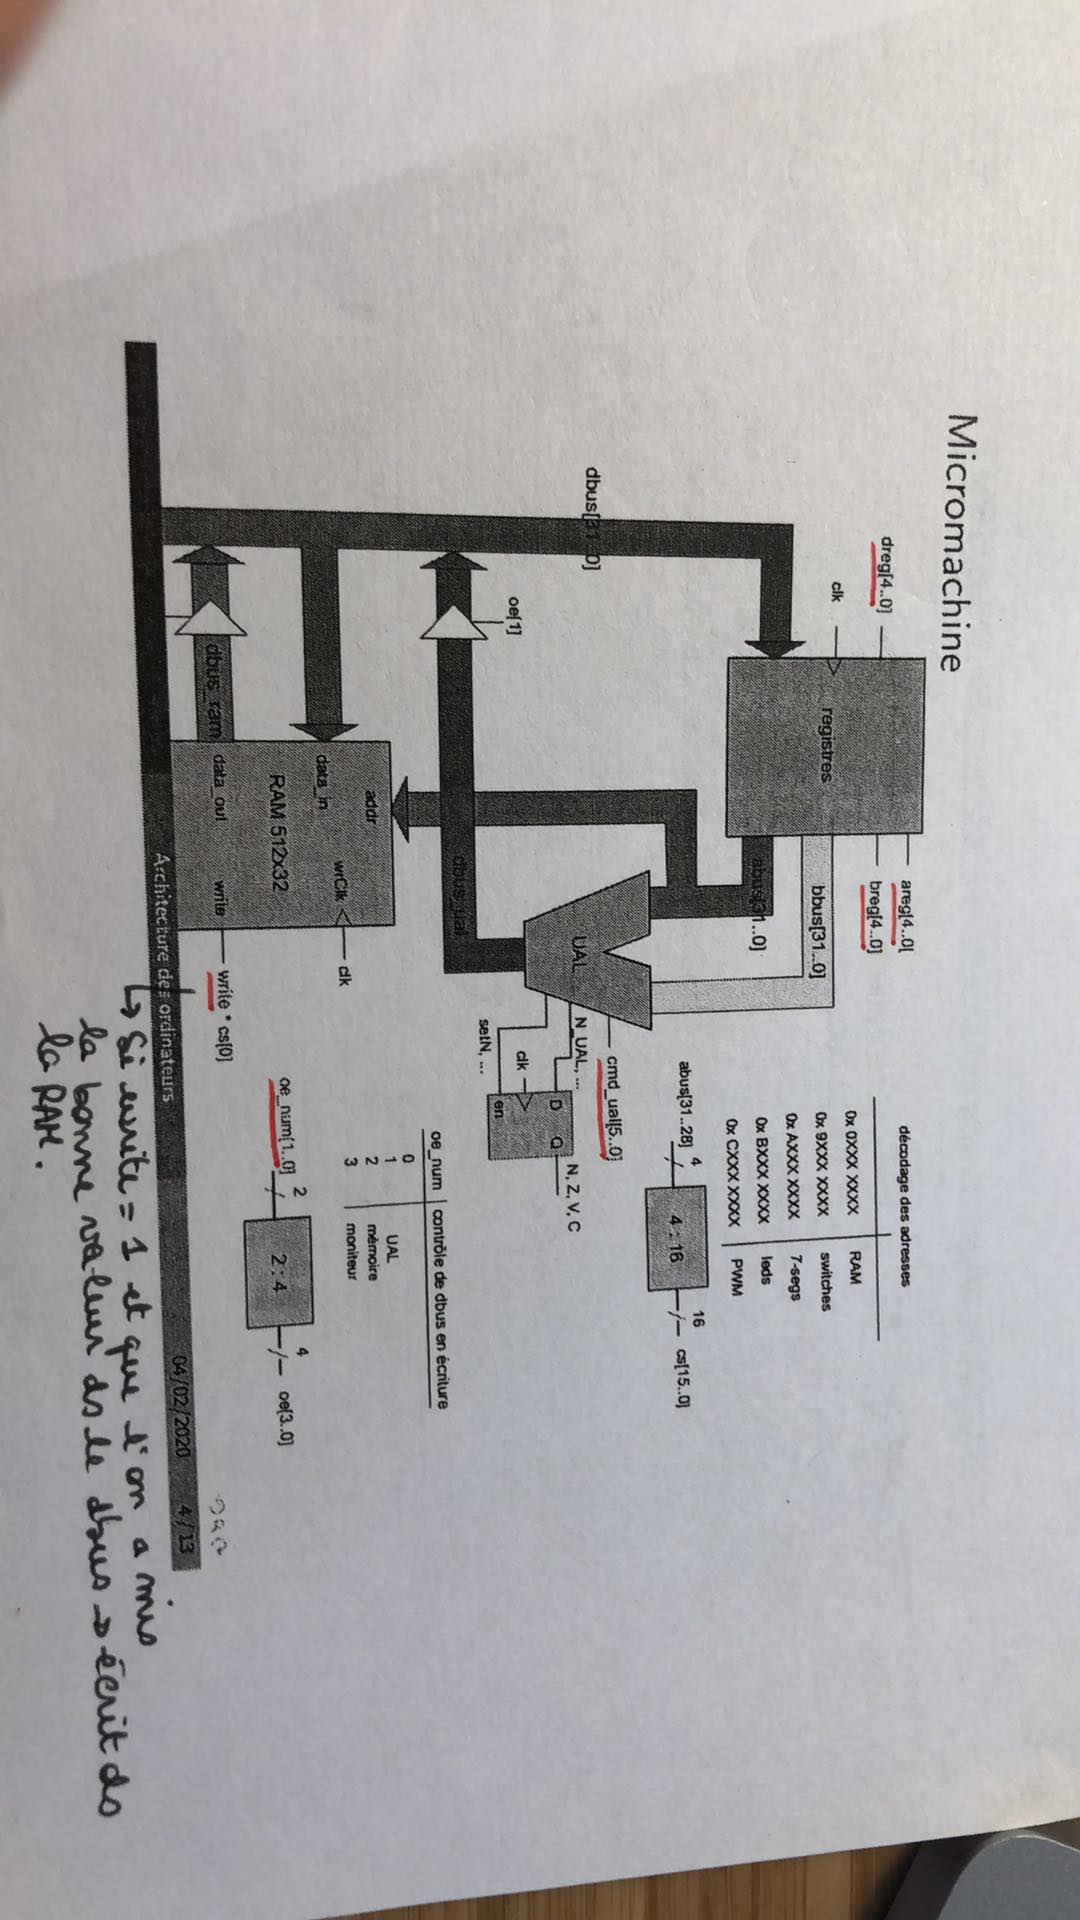 Micromachine
dreg[4..0]
clk
registres
areg[4..0[
breg[4..0]
bbus[31..0]
abus[31..0]
décodage des adresses
0x 0XXX XXXX RAM
0x 9XXX XXXX switches
0x AXXX XXXX 7-segs
0x BXXX XXXX leds
0x CXXX XXXX PWM
abus[31..28] 4 4 : 16 16 cs[15..0]
dbus[31..0]
UAL
cmd_ual[5..0]
N_UAL, ...
D Q
N, Z, V, C
clk
en
setN, ...
oe[1]
dbus_ual
oe_num contrôle de dbus en écriture
0
1 UAL
2 mémoire
3 moniteur
addr
wrClk clk
data_in
RAM 512x32
oe_num[1..0] 2 2 : 4 4 oe[3..0]
dbus_ram data_out write write * cs[0]
Architecture des ordinateurs 04/02/2020 4/13
↳ Si write = 1 et que l'on a mis
la bonne valeur ds le dbus → écrit ds
la RAM.